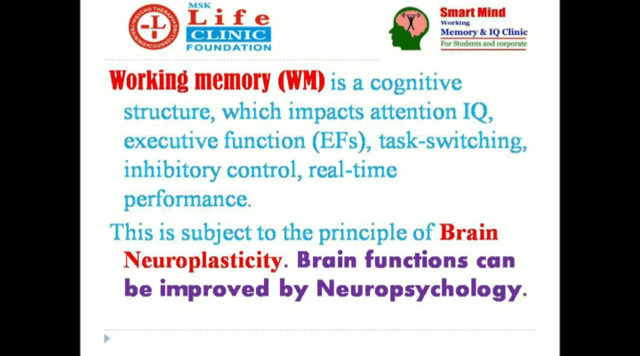 MSK
Life
CLINIC
FOUNDATION
Smart Mind
Working
Memory & IQ Clinic
For Students and corporate
Working memory (WM) is a cognitive
structure, which impacts attention IQ,
executive function (EFs), task-switching,
inhibitory control, real-time
performance.
This is subject to the principle of Brain
Neuroplasticity. Brain functions can
be improved by Neuropsychology.